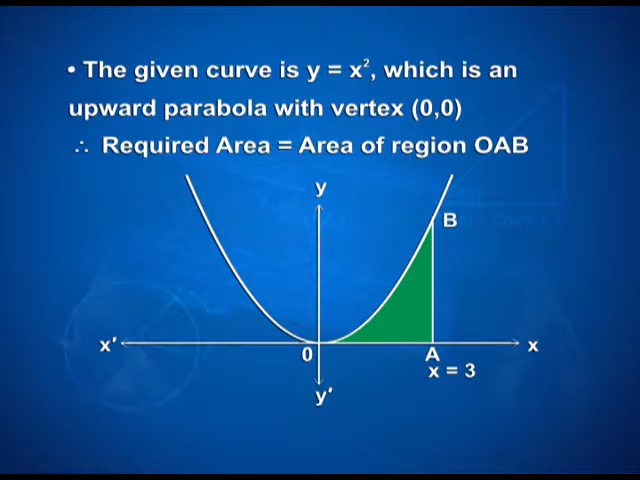 • The given curve is y = x², which is an
upward parabola with vertex (0,0)
∴ Required Area = Area of region OAB
y
B
x′
x
0
A
x = 3
y′